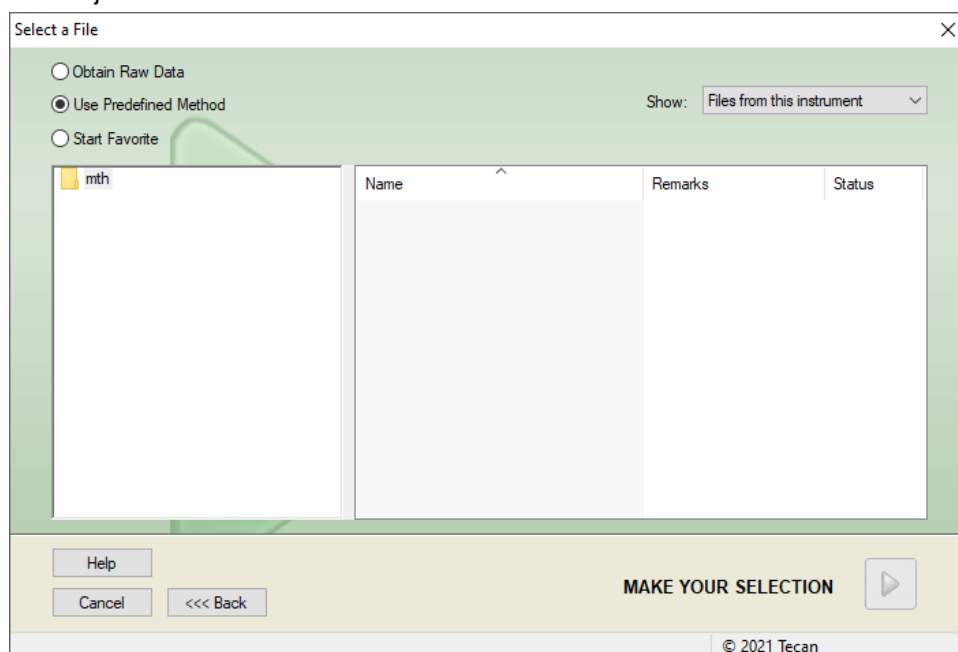 Select a File
Obtain Raw Data
Use Predefined Method
Show: Files from this instrument
Start Favorite
mth
Name Remarks Status
Help
Cancel <<< Back
MAKE YOUR SELECTION
© 2021 Tecan